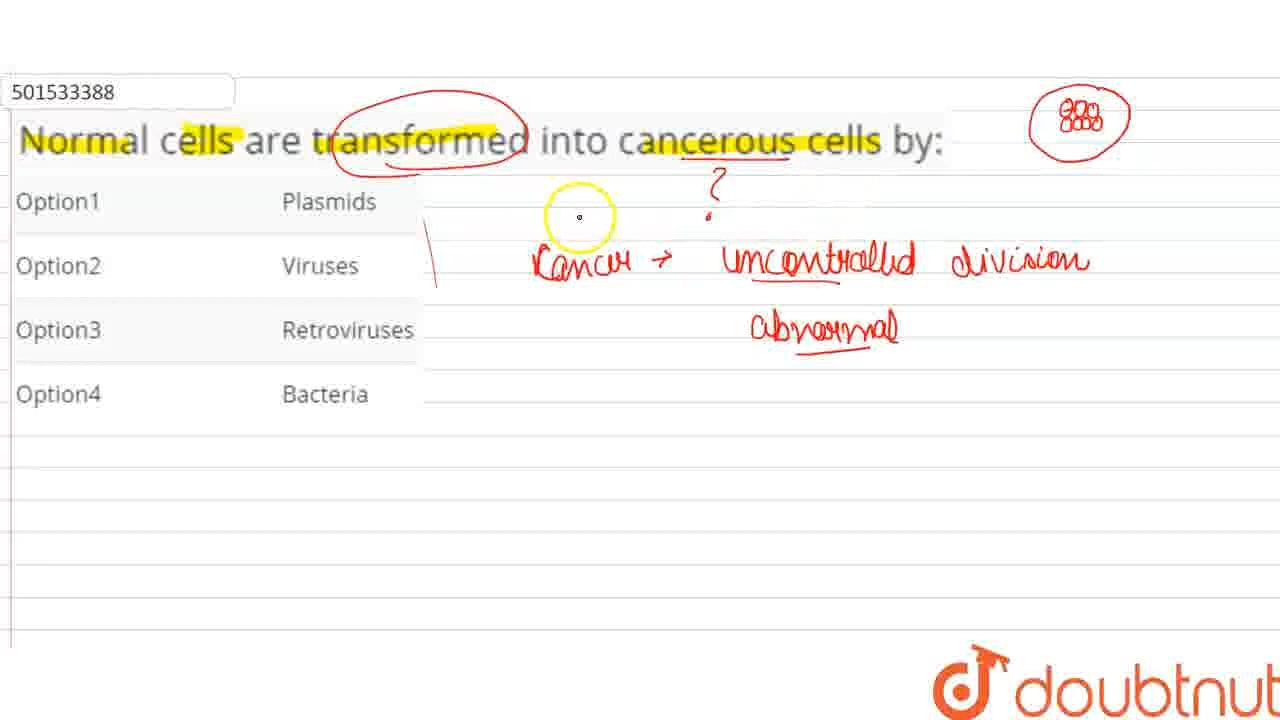 501533388
Normal cells are transformed into cancerous cells by:
?
Option1 Plasmids
Option2 Viruses
Cancer → uncontrolled division
Option3 Retroviruses
abnormal
Option4 Bacteria
doubtnut